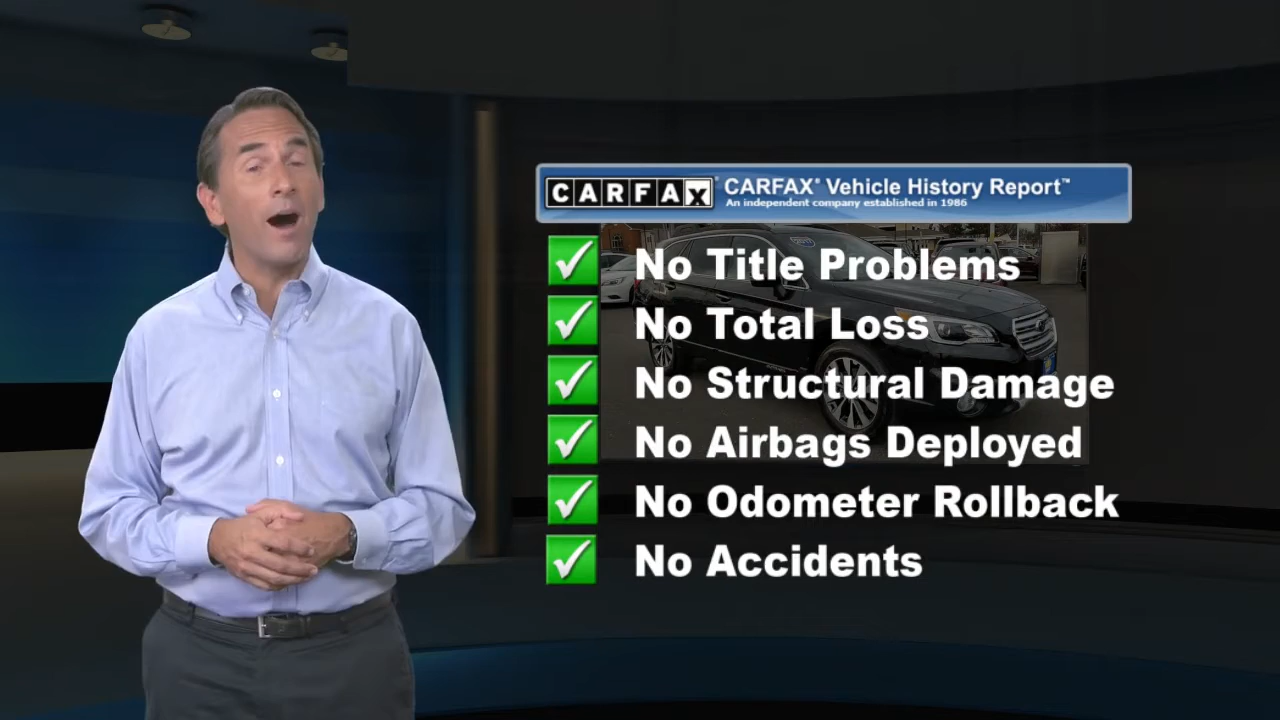 CARFAX® CARFAX® Vehicle History Report™
An independent company established in 1986
No Title Problems
No Total Loss
No Structural Damage
No Airbags Deployed
No Odometer Rollback
No Accidents